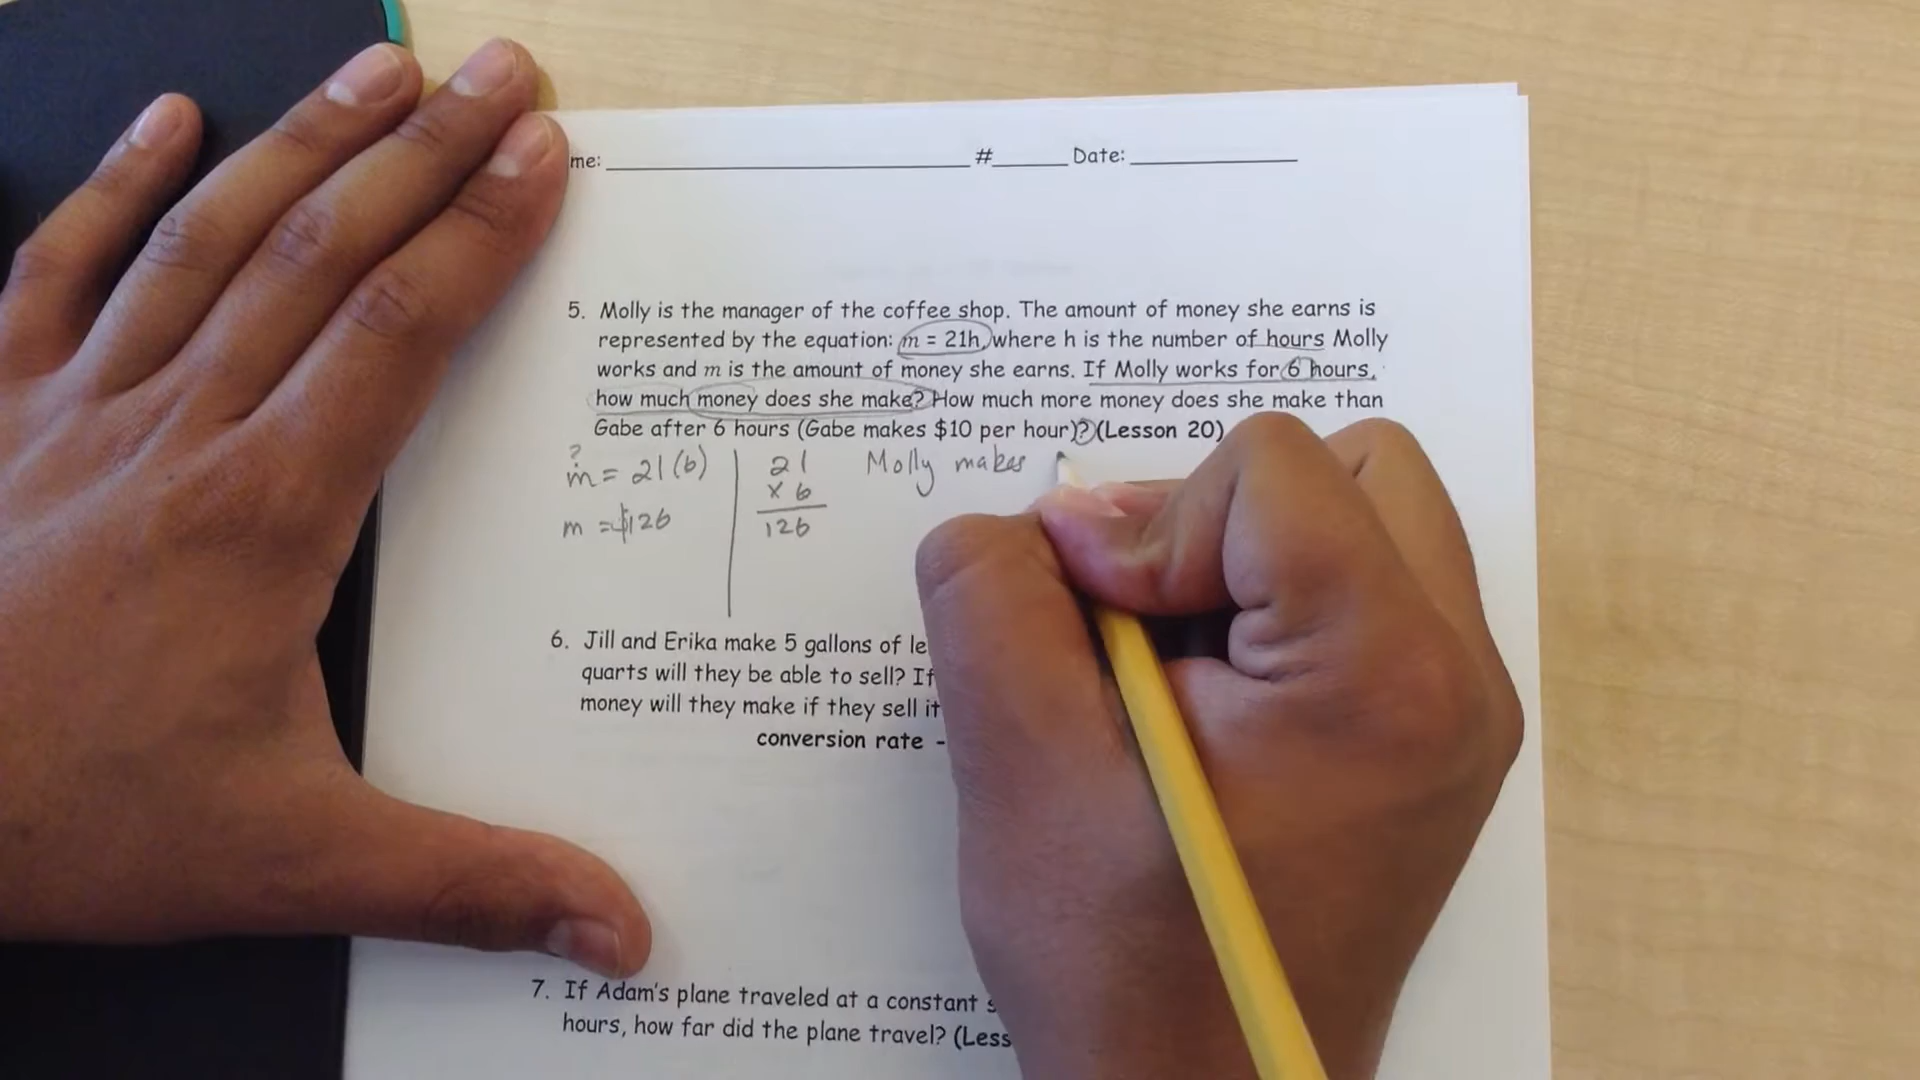 me: # Date:
5. Molly is the manager of the coffee shop. The amount of money she earns is
represented by the equation: m = 21h, where h is the number of hours Molly
works and m is the amount of money she earns. If Molly works for 6 hours,
how much money does she make? How much more money does she make than
Gabe after 6 hours (Gabe makes $10 per hour)? (Lesson 20)
?
m = 21(6)
m = $126
21
x 6
126
Molly makes
6. Jill and Erika make 5 gallons of le
quarts will they be able to sell? If
money will they make if they sell it
conversion rate -
7. If Adam's plane traveled at a constant s
hours, how far did the plane travel? (Less